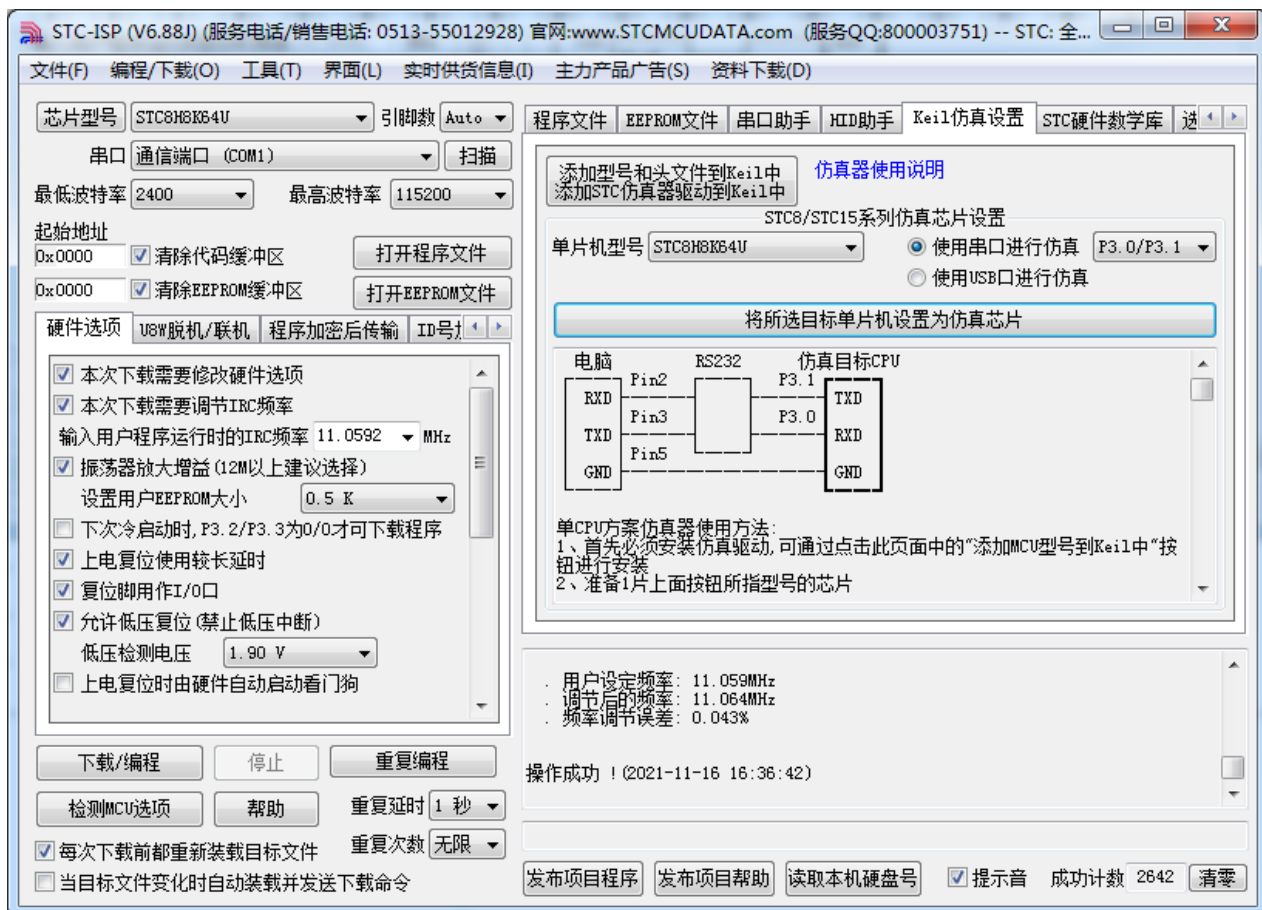 STC-ISP (V6.88J) (服务电话/销售电话: 0513-55012928) 官网:www.STCMCUDATA.com (服务QQ:800003751) -- STC: 全...
文件(F) 编程/下载(O) 工具(T) 界面(L) 实时供货信息(I) 主力产品广告(S) 资料下载(D)
芯片型号 STC8H8K64U 引脚数 Auto
串口 通信端口 (COM1) 扫描
最低波特率 2400 最高波特率 115200
起始地址
0x0000 清除代码缓冲区 打开程序文件
0x0000 清除EEPROM缓冲区 打开EEPROM文件
硬件选项 U8W脱机/联机 程序加密后传输 ID号
本次下载需要修改硬件选项
本次下载需要调节IRC频率
输入用户程序运行时的IRC频率 11.0592 MHz
振荡器放大增益(12M以上建议选择)
设置用户EEPROM大小 0.5 K
下次冷启动时,P3.2/P3.3为0/0才可下载程序
上电复位使用较长延时
复位脚用作I/O口
允许低压复位(禁止低压中断)
低压检测电压 1.90 V
上电复位时由硬件自动启动看门狗
下载/编程 停止 重复编程
检测MCU选项 帮助 重复延时 1 秒
每次下载前都重新装载目标文件 重复次数 无限
当目标文件变化时自动装载并发送下载命令
程序文件 EEPROM文件 串口助手 HID助手 Keil仿真设置 STC硬件数学库 选
添加型号和头文件到Keil中
添加STC仿真器驱动到Keil中
仿真器使用说明
STC8/STC15系列仿真芯片设置
单片机型号 STC8H8K64U 使用串口进行仿真 P3.0/P3.1
使用USB口进行仿真
将所选目标单片机设置为仿真芯片
电脑 RS232 仿真目标CPU
Pin2 P3.1
RXD TXD
Pin3 P3.0
TXD RXD
Pin5
GND GND
单CPU方案仿真器使用方法:
1、首先必须安装仿真驱动,可通过点击此页面中的“添加MCU型号到Keil中“按
钮进行安装
2、准备1片上面按钮所指型号的芯片
. 用户设定频率: 11.059MHz
. 调节后的频率: 11.064MHz
. 频率调节误差: 0.043%
操作成功 !(2021-11-16 16:36:42)
发布项目程序 发布项目帮助 读取本机硬盘号 提示音 成功计数 2642 清零